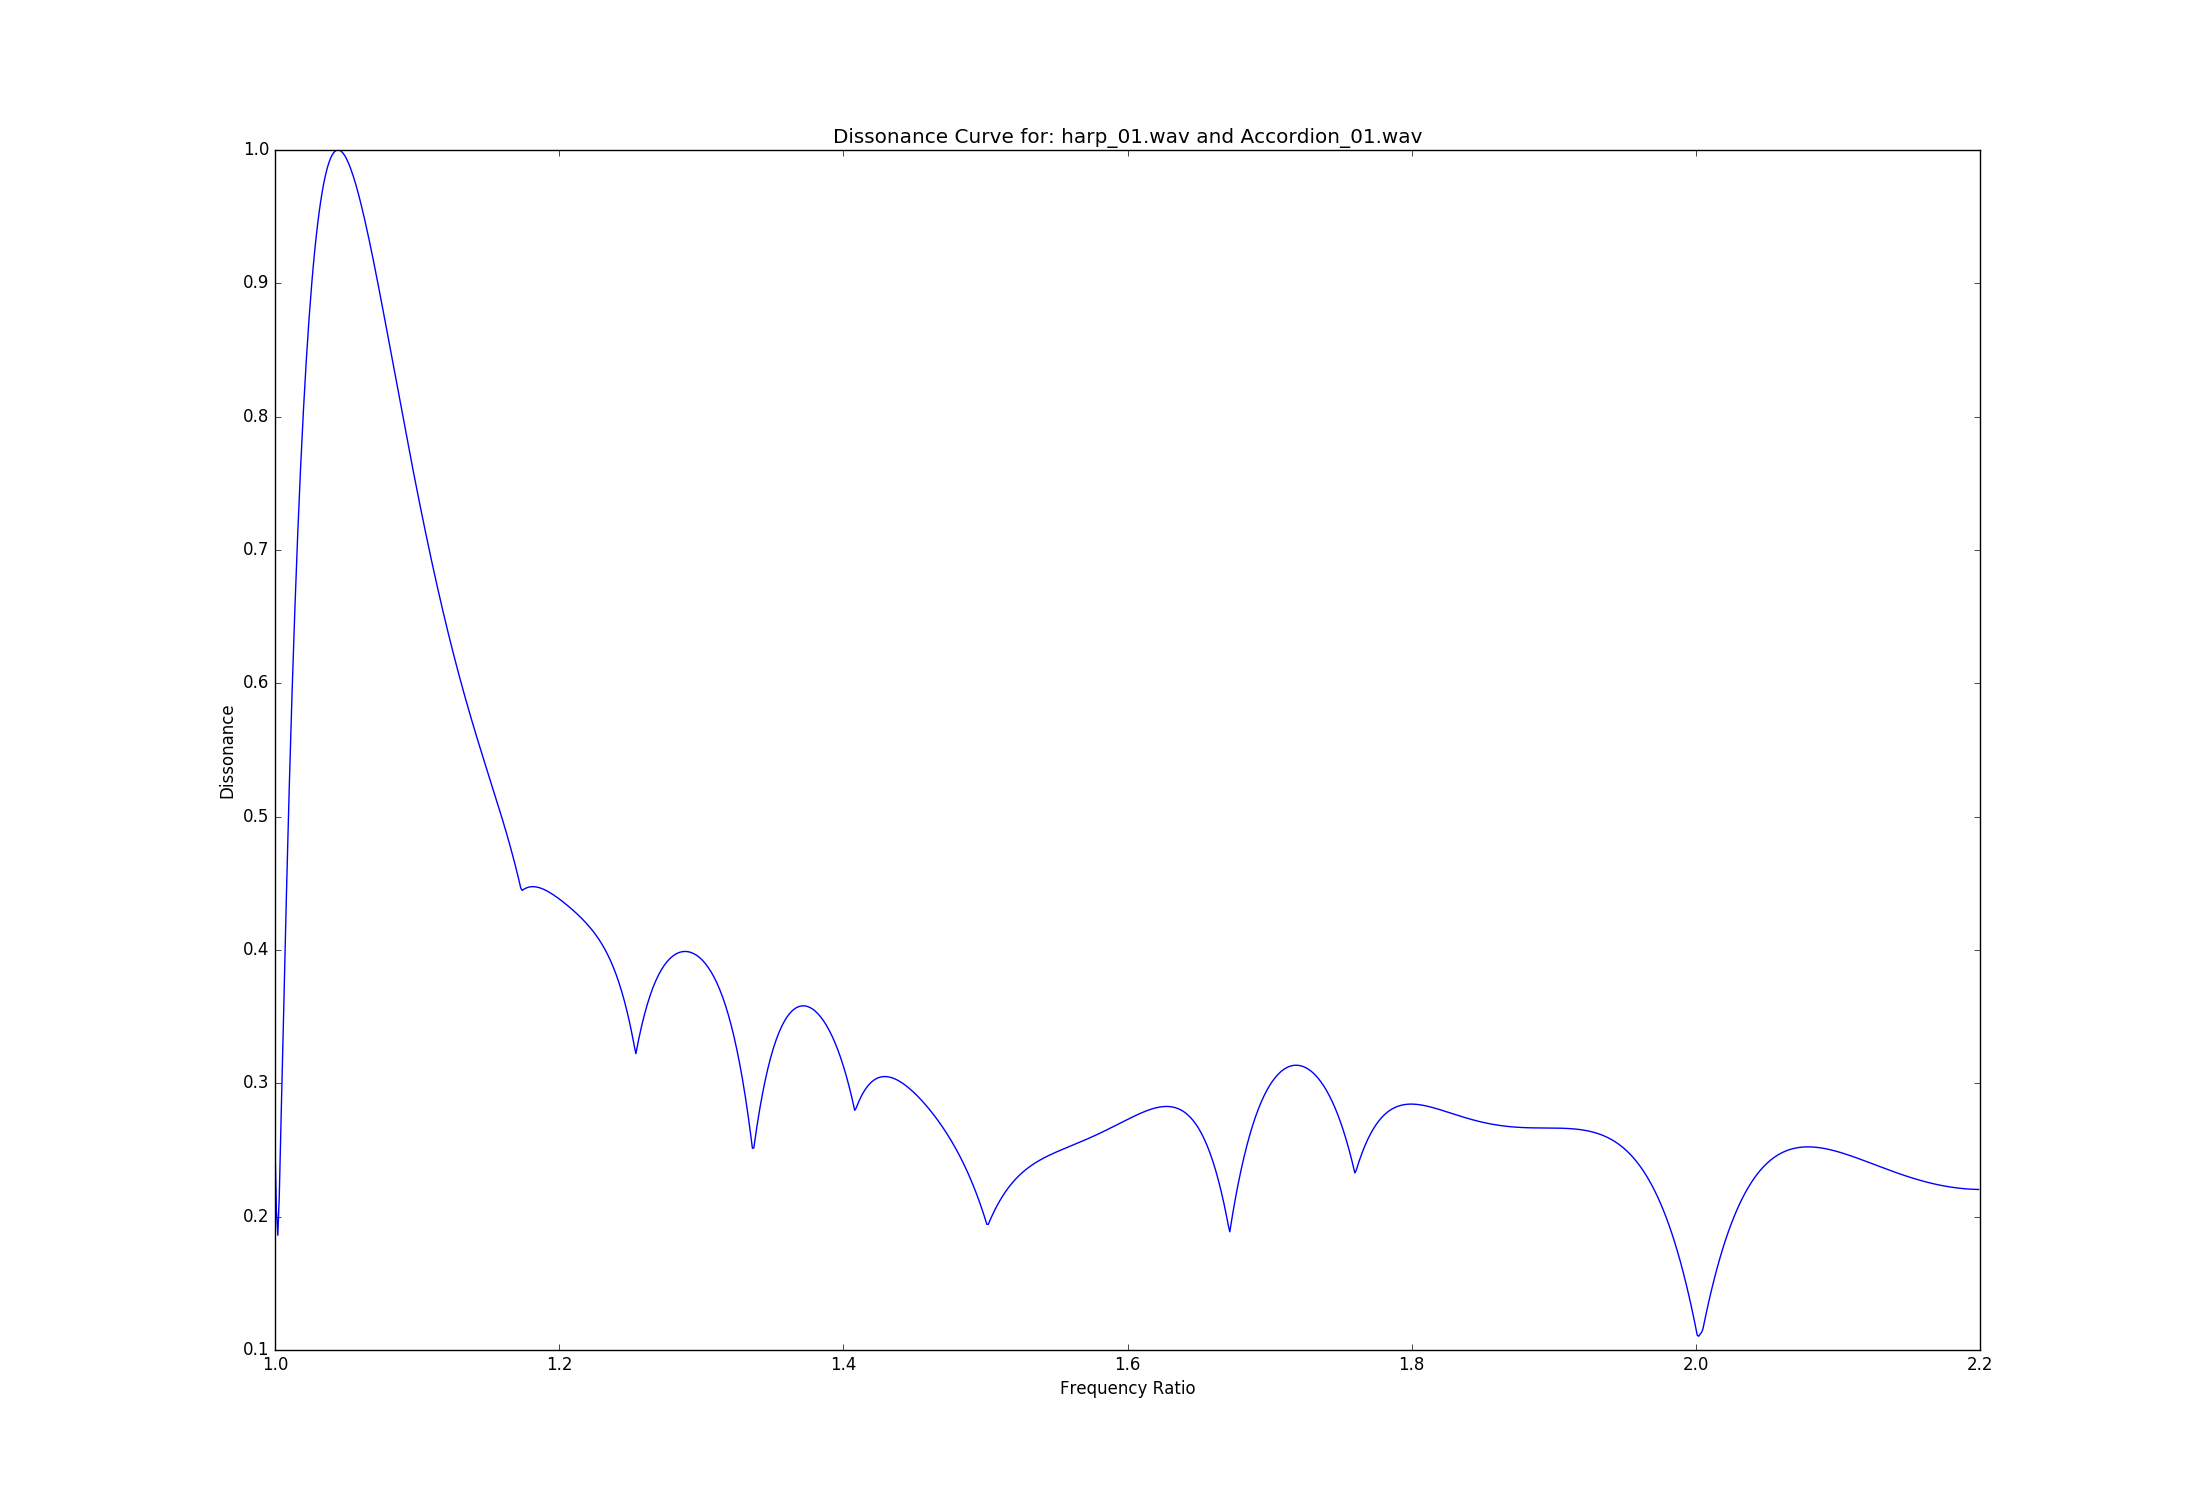 Dissonance Curve for: harp_01.wav and Accordion_01.wav
1.0
0.9
0.8
0.7
0.6
0.5
0.4
0.3
0.2
0.1
Dissonance
1.0 1.2 1.4 1.6 1.8 2.0 2.2
Frequency Ratio